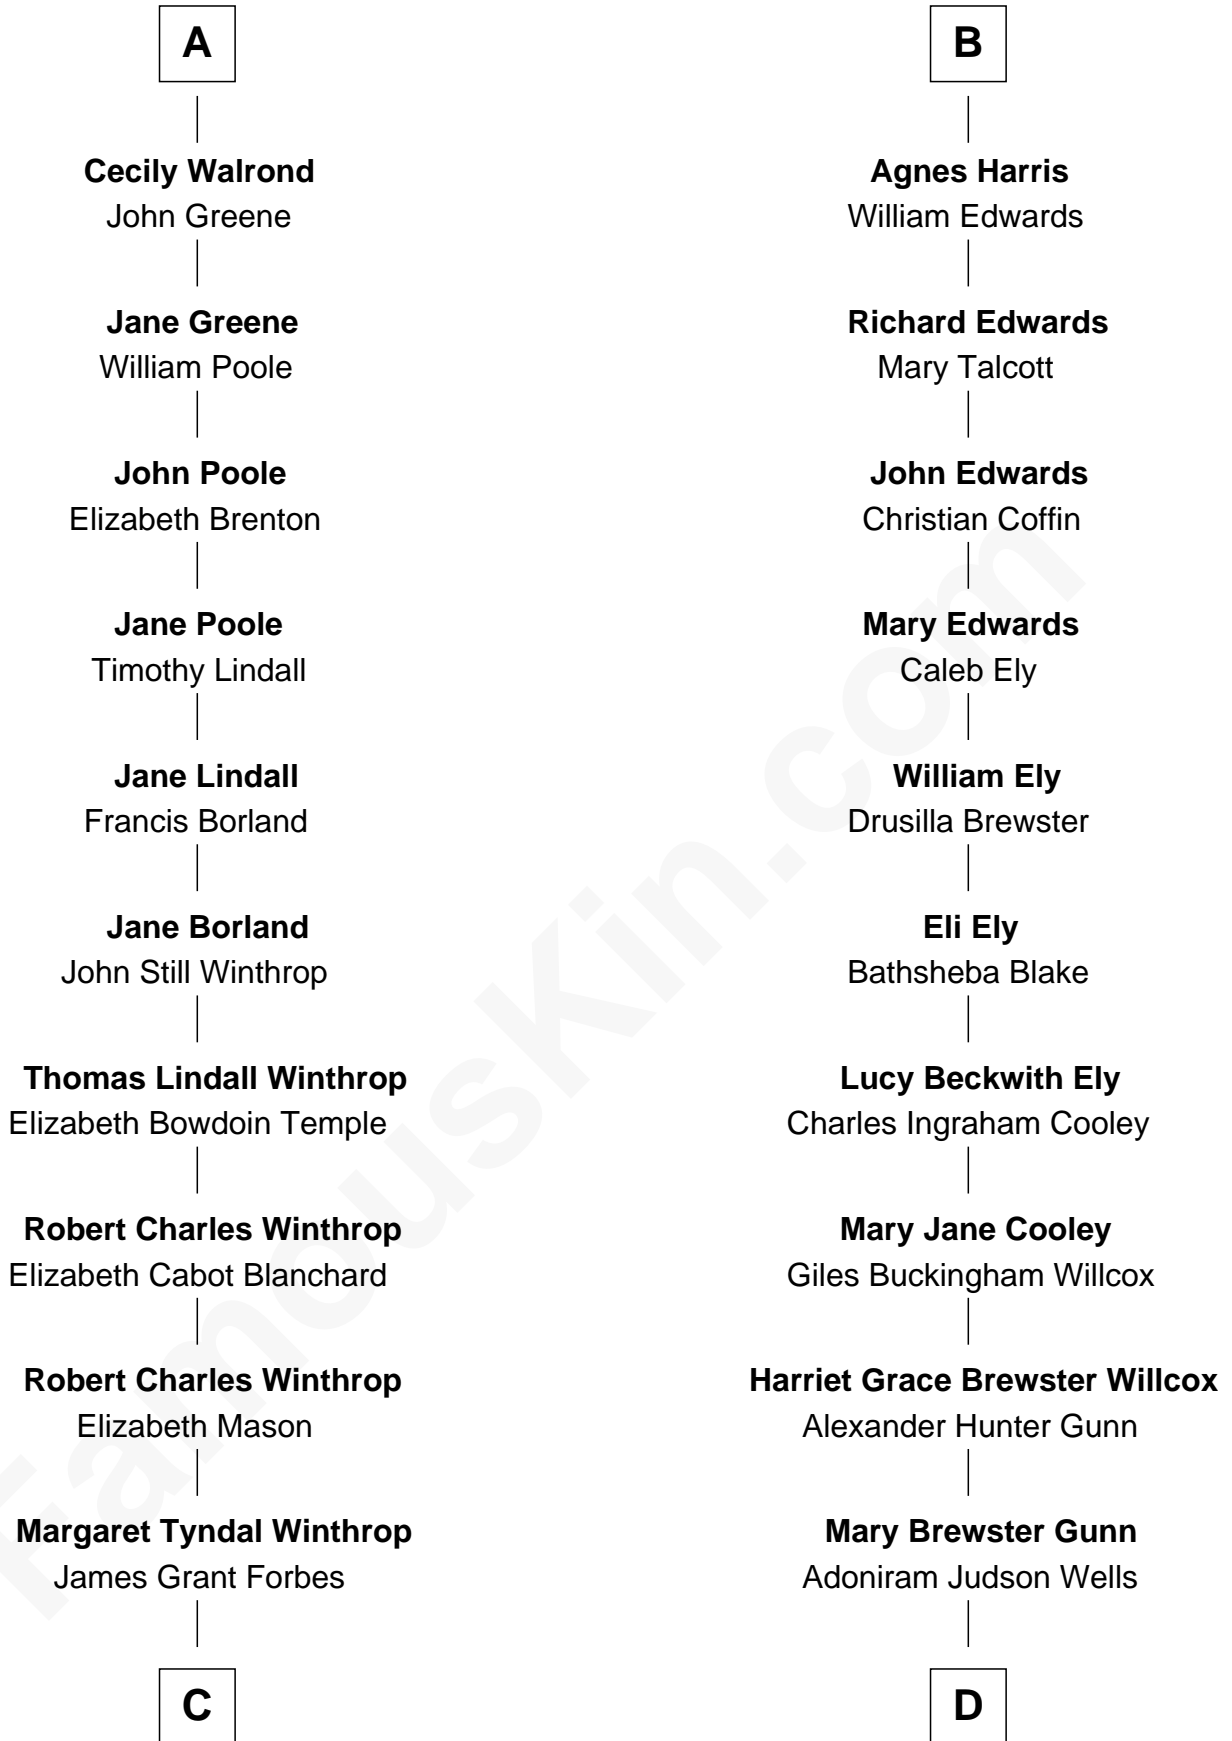 A
Cecily Walrond
John Greene
Jane Greene
William Poole
John Poole
Elizabeth Brenton
Jane Poole
Timothy Lindall
Jane Lindall
Francis Borland
Jane Borland
John Still Winthrop
Thomas Lindall Winthrop
Elizabeth Bowdoin Temple
Robert Charles Winthrop
Elizabeth Cabot Blanchard
Robert Charles Winthrop
Elizabeth Mason
Margaret Tyndal Winthrop
James Grant Forbes
C
B
Agnes Harris
William Edwards
Richard Edwards
Mary Talcott
John Edwards
Christian Coffin
Mary Edwards
Caleb Ely
William Ely
Drusilla Brewster
Eli Ely
Bathsheba Blake
Lucy Beckwith Ely
Charles Ingraham Cooley
Mary Jane Cooley
Giles Buckingham Willcox
Harriet Grace Brewster Willcox
Alexander Hunter Gunn
Mary Brewster Gunn
Adoniram Judson Wells
D
FamousKin.com